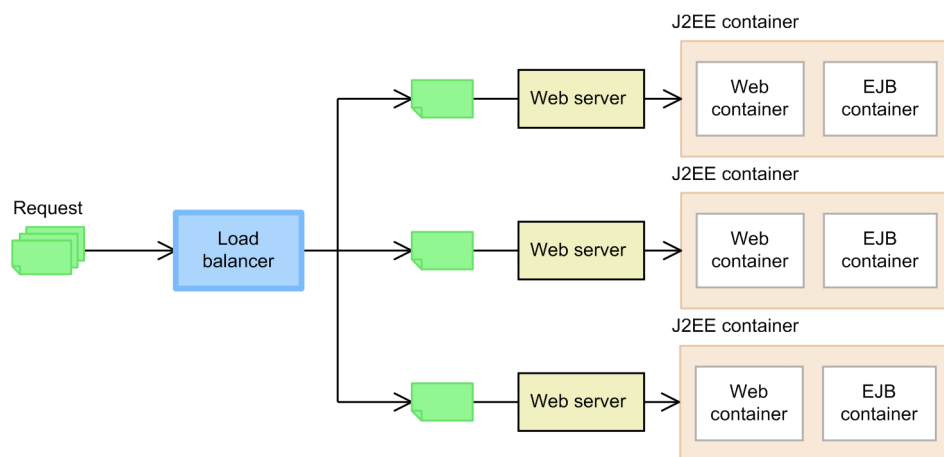 J2EE container
Web server
Web
container
EJB
container
J2EE container
Request
Load
balancer
Web server
Web
container
EJB
container
J2EE container
Web server
Web
container
EJB
container